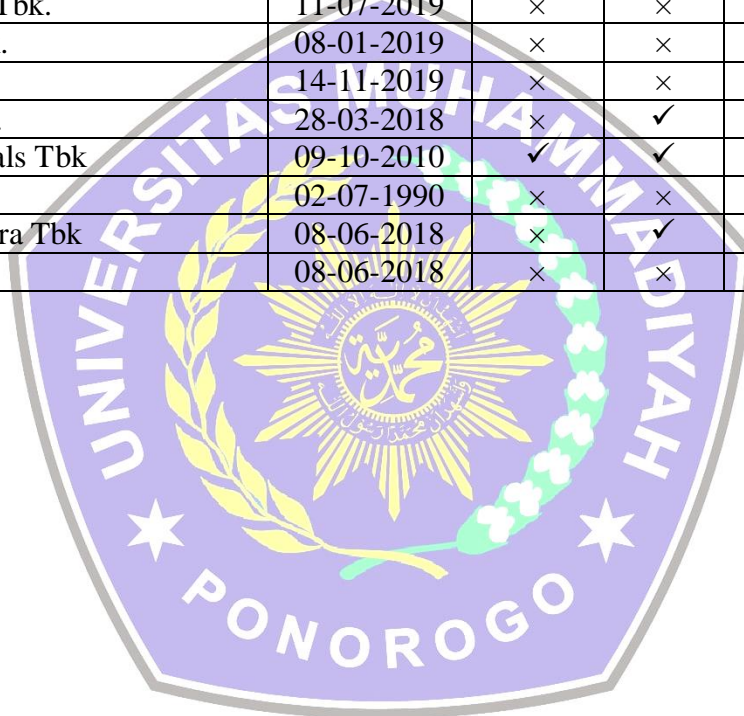 Tbk. 11-07-2019 × ×
. 08-01-2019 × ×
14-11-2019 × ×
. 28-03-2018 × ✓
als Tbk 09-10-2010 ✓ ✓
02-07-1990 × ×
ra Tbk 08-06-2018 × ✓
08-06-2018 × ×
UNIVERSITAS MUHAMMADIYAH
PONOROGO